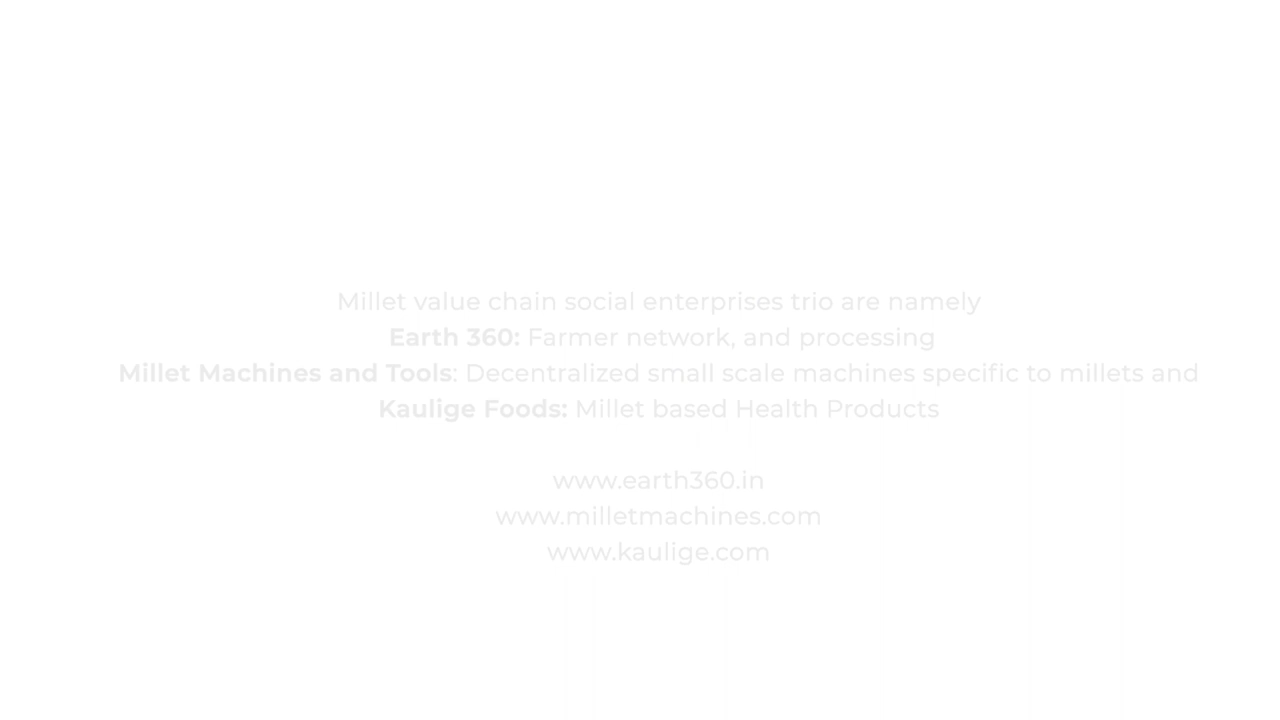 Millet value chain social enterprises trio are namely
Earth 360: Farmer network, and processing
Millet Machines and Tools: Decentralized small scale machines specific to millets and
Kaulige Foods: Millet based Health Products
www.earth360.in
www.milletmachines.com
www.kaulige.com